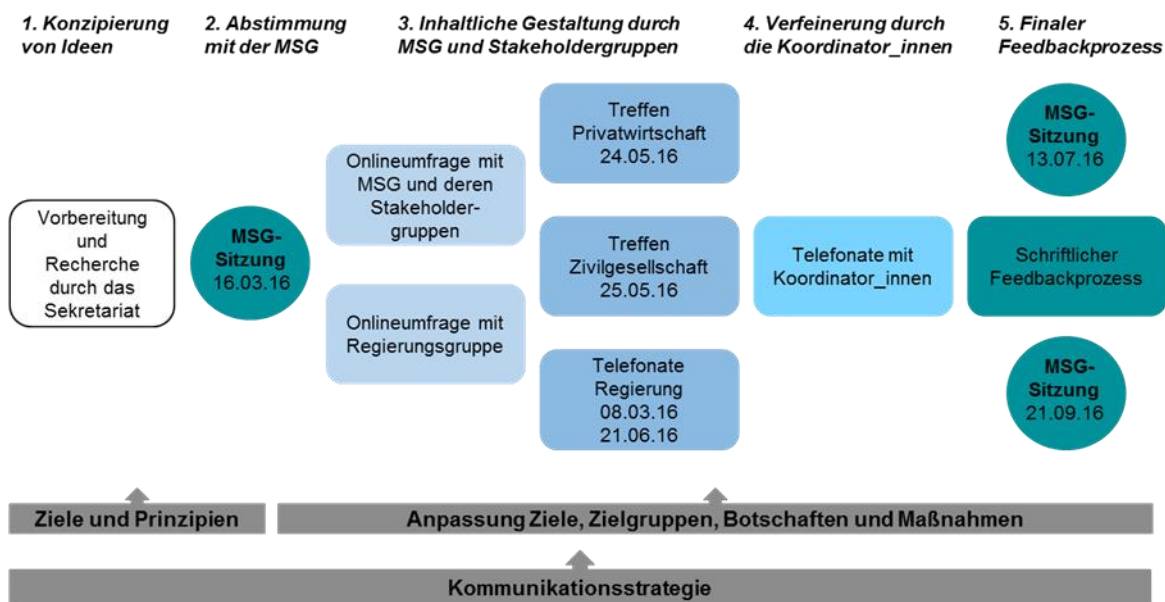 1. Konzipierung
von Ideen
2. Abstimmung
mit der MSG
3. Inhaltliche Gestaltung durch
MSG und Stakeholdergruppen
4. Verfeinerung durch
die Koordinator_innen
5. Finaler
Feedbackprozess
Vorbereitung
und
Recherche
durch das
Sekretariat
MSG-
Sitzung
16.03.16
Onlineumfrage mit
MSG und deren
Stakeholder-
gruppen
Onlineumfrage mit
Regierungsgruppe
Treffen
Privatwirtschaft
24.05.16
Treffen
Zivilgesellschaft
25.05.16
Telefonate
Regierung
08.03.16
21.06.16
Telefonate mit
Koordinator_innen
MSG-
Sitzung
13.07.16
Schriftlicher
Feedbackprozess
MSG-
Sitzung
21.09.16
Ziele und Prinzipien
Anpassung Ziele, Zielgruppen, Botschaften und Maßnahmen
Kommunikationsstrategie